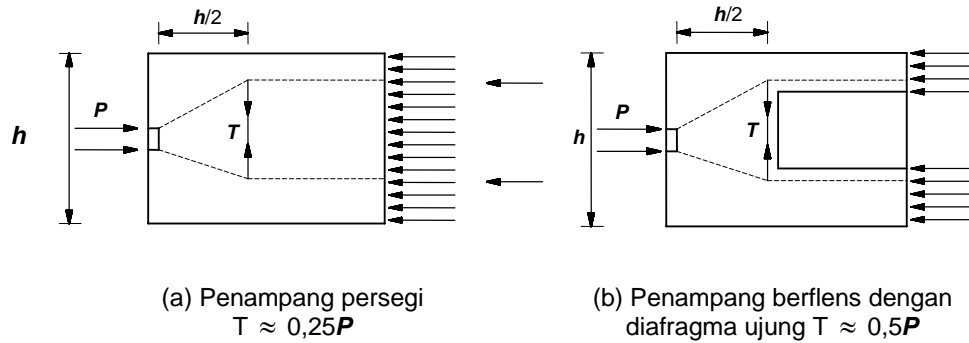 h/2
h/2
P
h
T
P
h
T
(a) Penampang persegi
T ≈ 0,25P
(b) Penampang berflens dengan
diafragma ujung T ≈ 0,5P